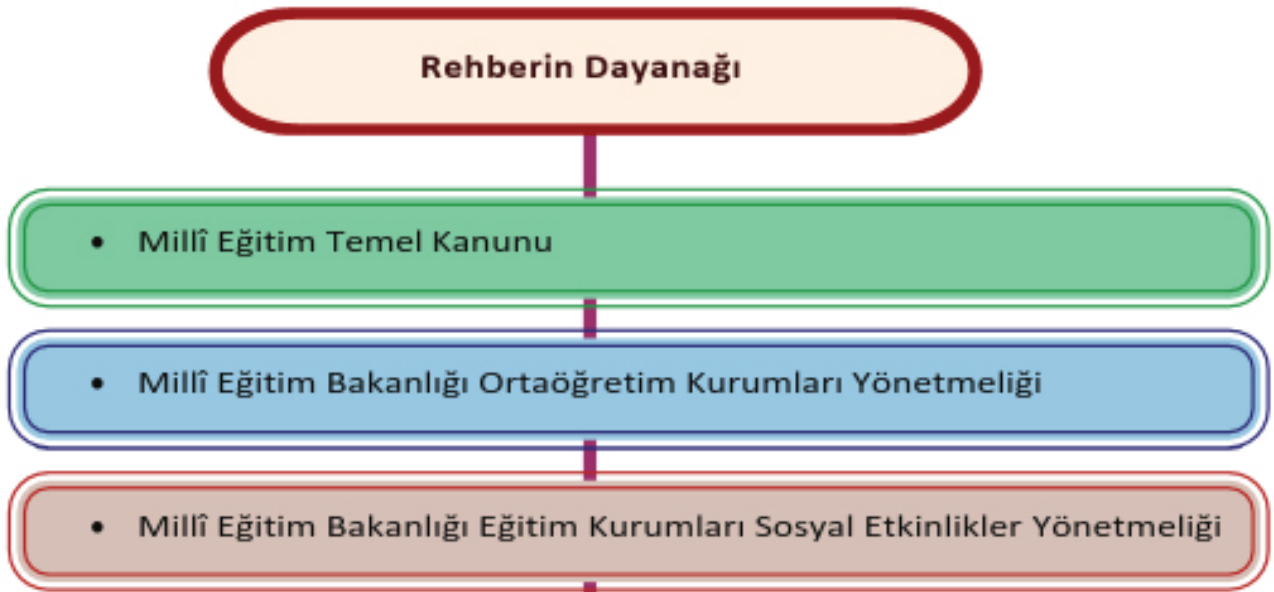 Rehberin Dayanağı
• Millî Eğitim Temel Kanunu
• Millî Eğitim Bakanlığı Ortaöğretim Kurumları Yönetmeliği
• Millî Eğitim Bakanlığı Eğitim Kurumları Sosyal Etkinlikler Yönetmeliği